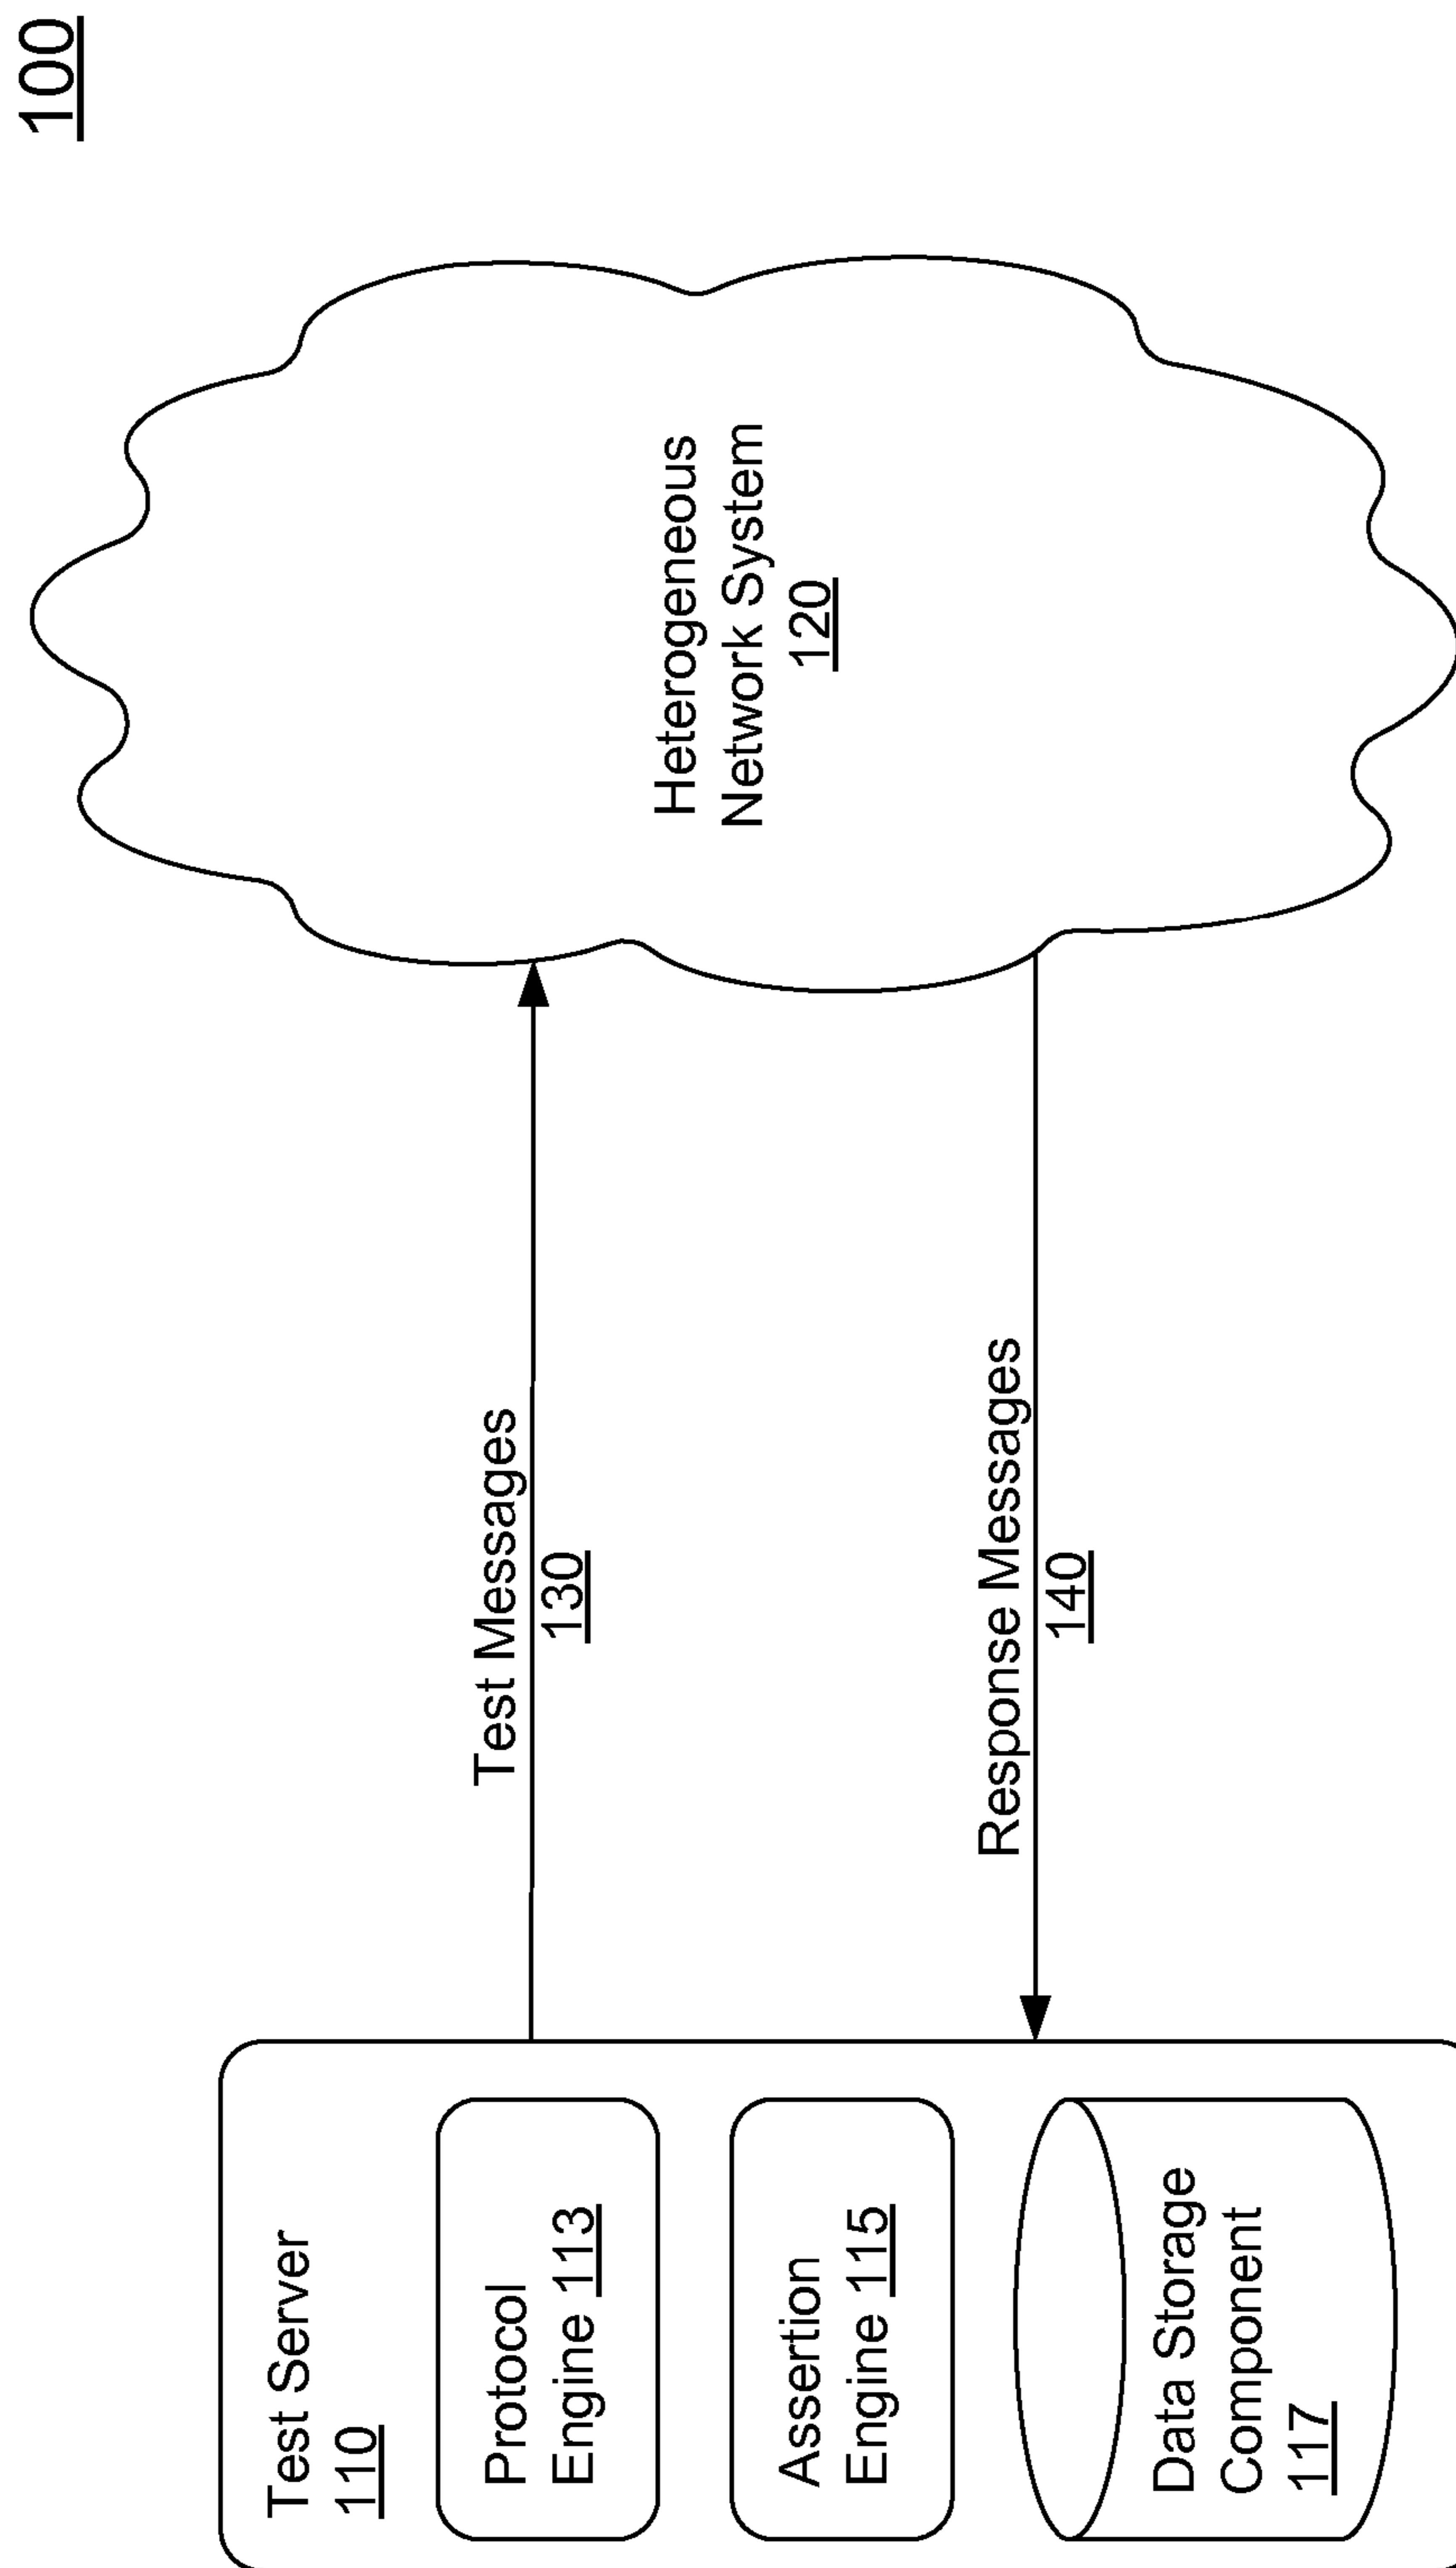 100
Test Server
110
Protocol
Engine 113
Assertion
Engine 115
Data Storage
Component
117
Test Messages
130
Response Messages
140
Heterogeneous
Network System
120